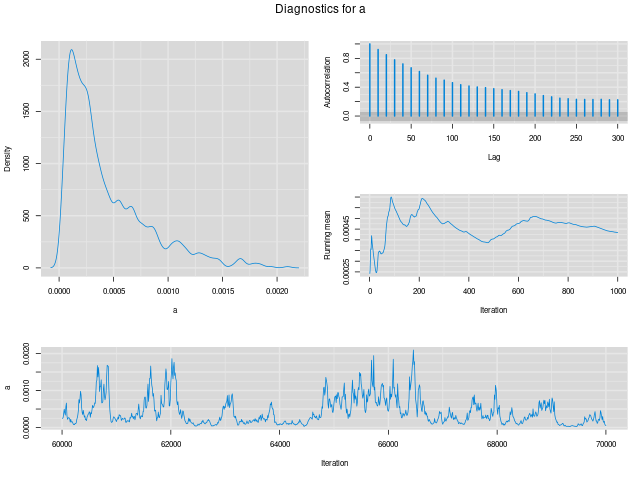 Diagnostics for a
Density
2000
1500
1000
500
0
0.0000 0.0005 0.0010 0.0015 0.0020
a
Autocorrelation
0.8
0.4
0.0
0 50 100 150 200 250 300
Lag
Running mean
0.00045
0.00025
0 200 400 600 800 1000
Iteration
a
0.0020
0.0010
0.0000
60000 62000 64000 66000 68000 70000
Iteration